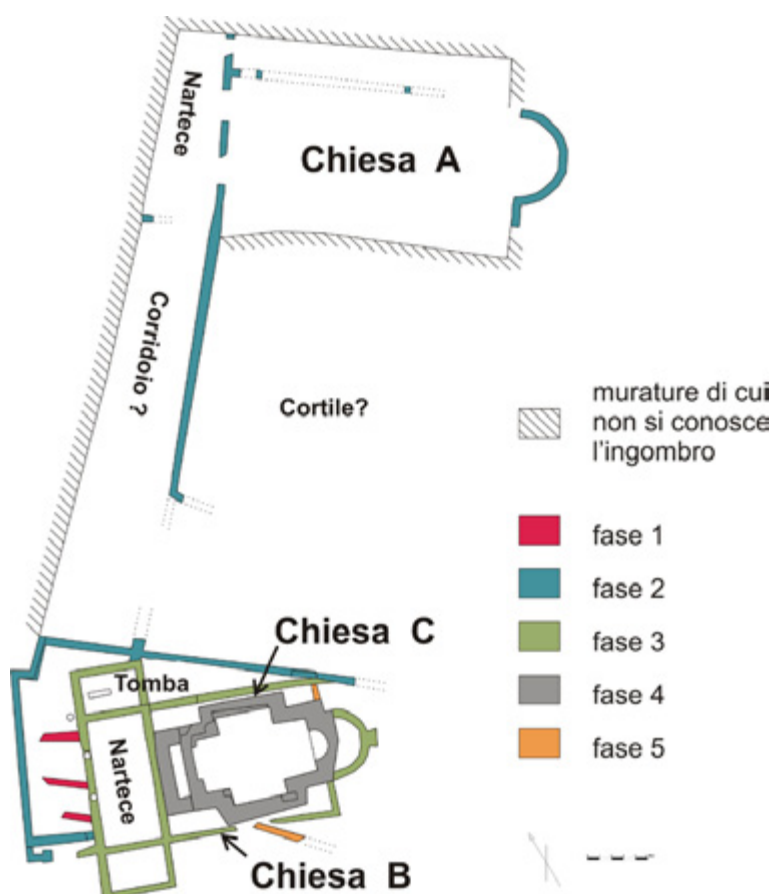 Nartece
Chiesa A
Corridoio ?
Cortile?
murature di cui
non si conosce
l'ingombro
fase 1
fase 2
fase 3
fase 4
fase 5
Chiesa C
Tomba
Nartece
Chiesa B